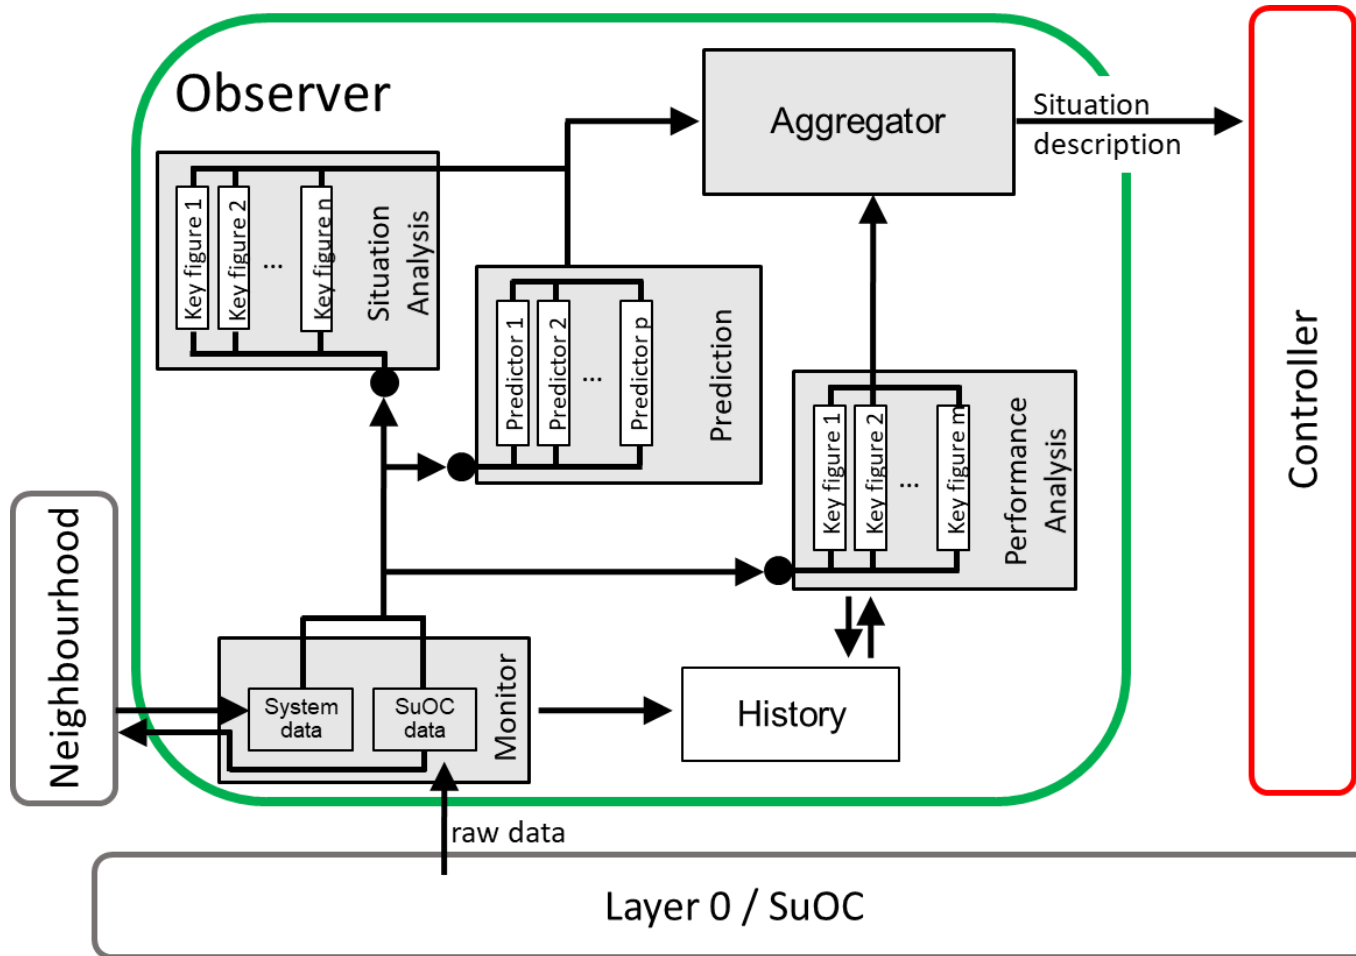 Observer
Aggregator
Situation
description
Key figure 1
Key figure 2
...
Key figure n
Situation
Analysis
Predictor 1
Predictor 2
...
Predictor p
Prediction
Key figure 1
Key figure 2
...
Key figure m
Performance
Analysis
Controller
Neighbourhood
System
data
SuOC
data
Monitor
History
raw data
Layer 0 / SuOC